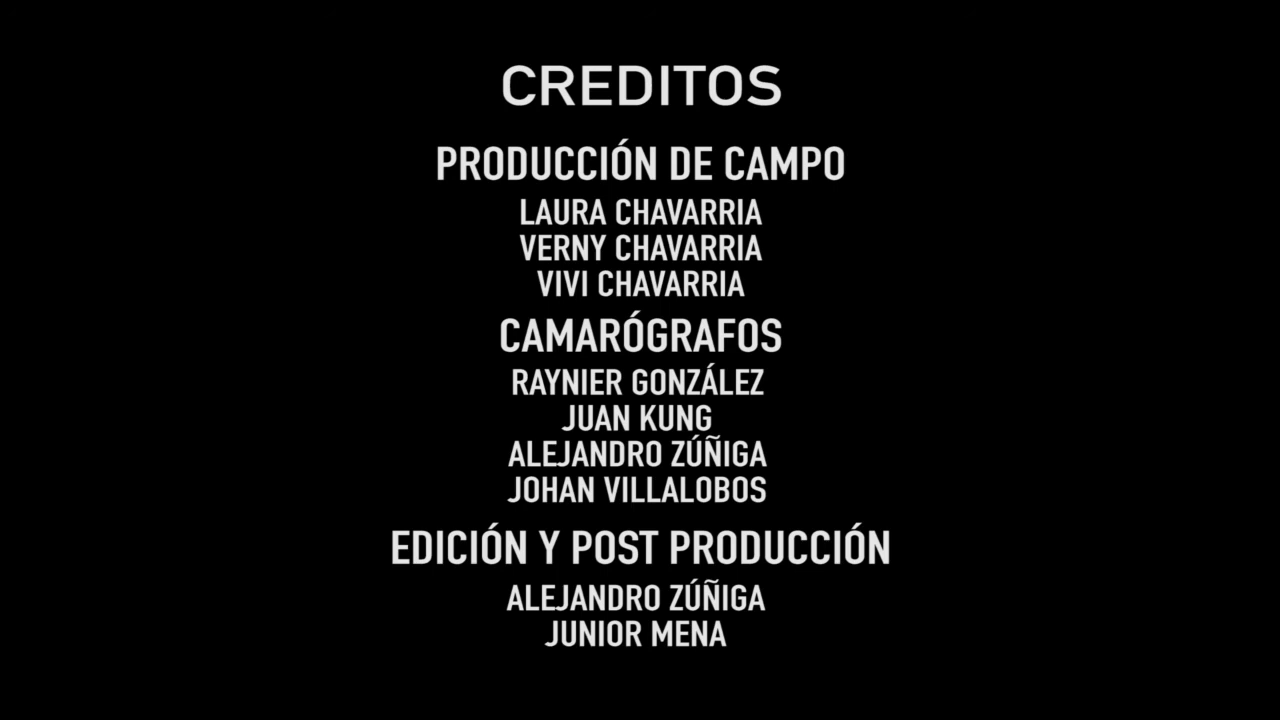 CREDITOS
PRODUCCIÓN DE CAMPO
LAURA CHAVARRIA
VERNY CHAVARRIA
VIVI CHAVARRIA
CAMARÓGRAFOS
RAYNIER GONZÁLEZ
JUAN KUNG
ALEJANDRO ZÚÑIGA
JOHAN VILLALOBOS
EDICIÓN Y POST PRODUCCIÓN
ALEJANDRO ZÚÑIGA
JUNIOR MENA